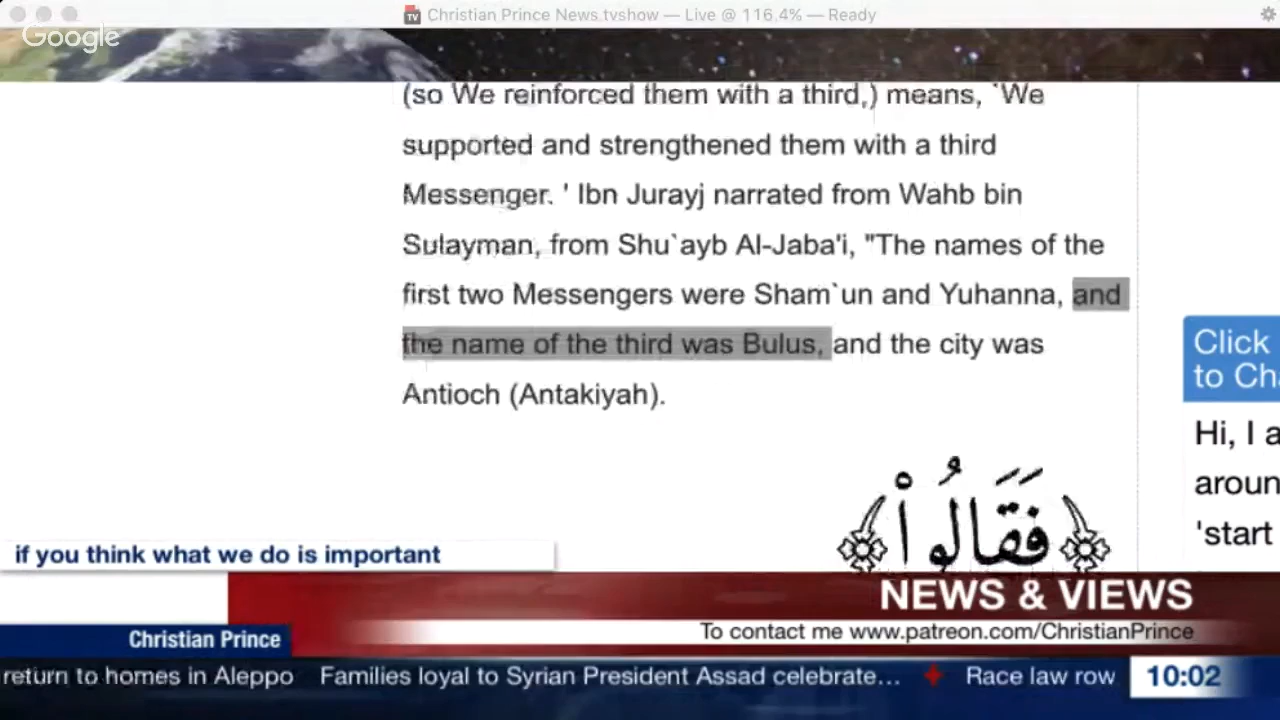 Christian Prince News.tvshow — Live @ 116.4% — Ready
Google
(so We reinforced them with a third,) means, `We
supported and strengthened them with a third
Messenger. ' Ibn Jurayj narrated from Wahb bin
Sulayman, from Shu`ayb Al-Jaba'i, "The names of the
first two Messengers were Sham`un and Yuhanna, and
the name of the third was Bulus, and the city was
Antioch (Antakiyah).
﴿فَقَالُواْ﴾
Click
to Cha
Hi, I a
aroun
'start
if you think what we do is important
NEWS & VIEWS
Christian Prince
To contact me www.patreon.com/ChristianPrince
return to homes in Aleppo Families loyal to Syrian President Assad celebrate... Race law row
10:02